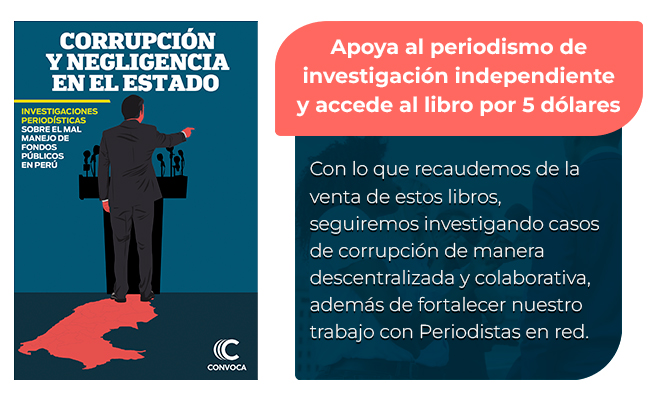 CORRUPCIÓN
Y NEGLIGENCIA
EN EL ESTADO
INVESTIGACIONES
PERIODÍSTICAS
SOBRE EL MAL
MANEJO DE
FONDOS
PÚBLICOS
EN PERÚ
CONVOCA
Apoya al periodismo de
investigación independiente
y accede al libro por 5 dólares
Con lo que recaudemos de la
venta de estos libros,
seguiremos investigando casos
de corrupción de manera
descentralizada y colaborativa,
además de fortalecer nuestro
trabajo con Periodistas en red.